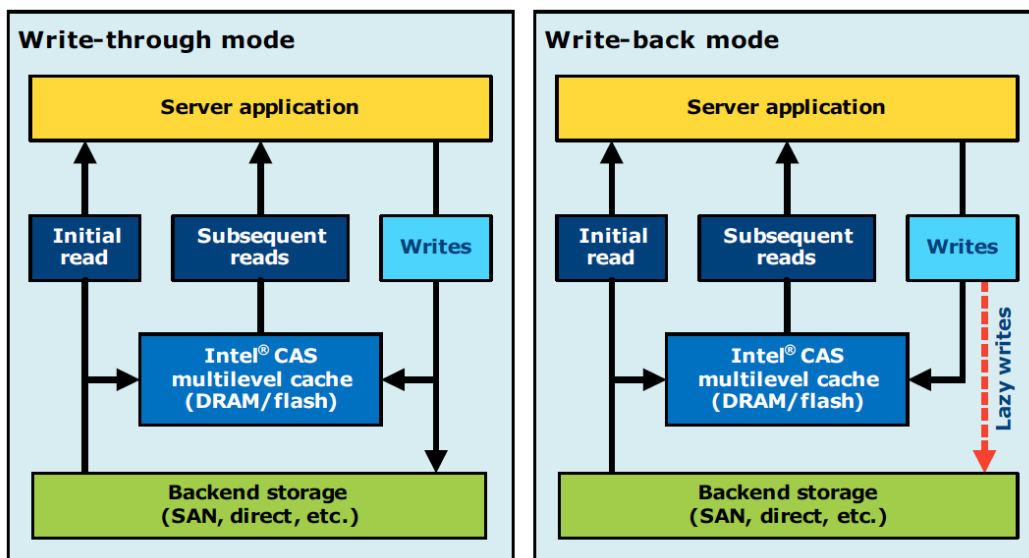 Write-through mode
Server application
Initial
read
Subsequent
reads
Writes
Intel® CAS
multilevel cache
(DRAM/flash)
Backend storage
(SAN, direct, etc.)
Write-back mode
Server application
Initial
read
Subsequent
reads
Writes
Lazy writes
Intel® CAS
multilevel cache
(DRAM/flash)
Backend storage
(SAN, direct, etc.)